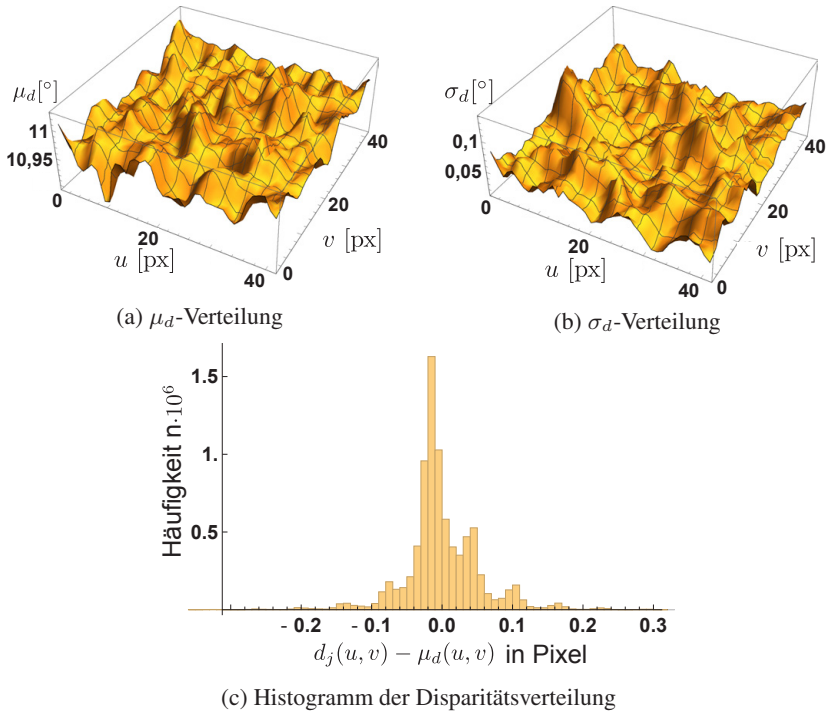 μ_d[°]
11
10,95
0
20
40
u [px]
0
20
40
v [px]
(a) μ_d-Verteilung
σ_d[°]
0,1
0,05
0
20
40
u [px]
0
20
40
v [px]
(b) σ_d-Verteilung
Häufigkeit n·10⁶
1.5
1.
0.5
- 0.2 - 0.1 0.0 0.1 0.2 0.3
d_j(u, v) − μ_d(u, v) in Pixel
(c) Histogramm der Disparitätsverteilung